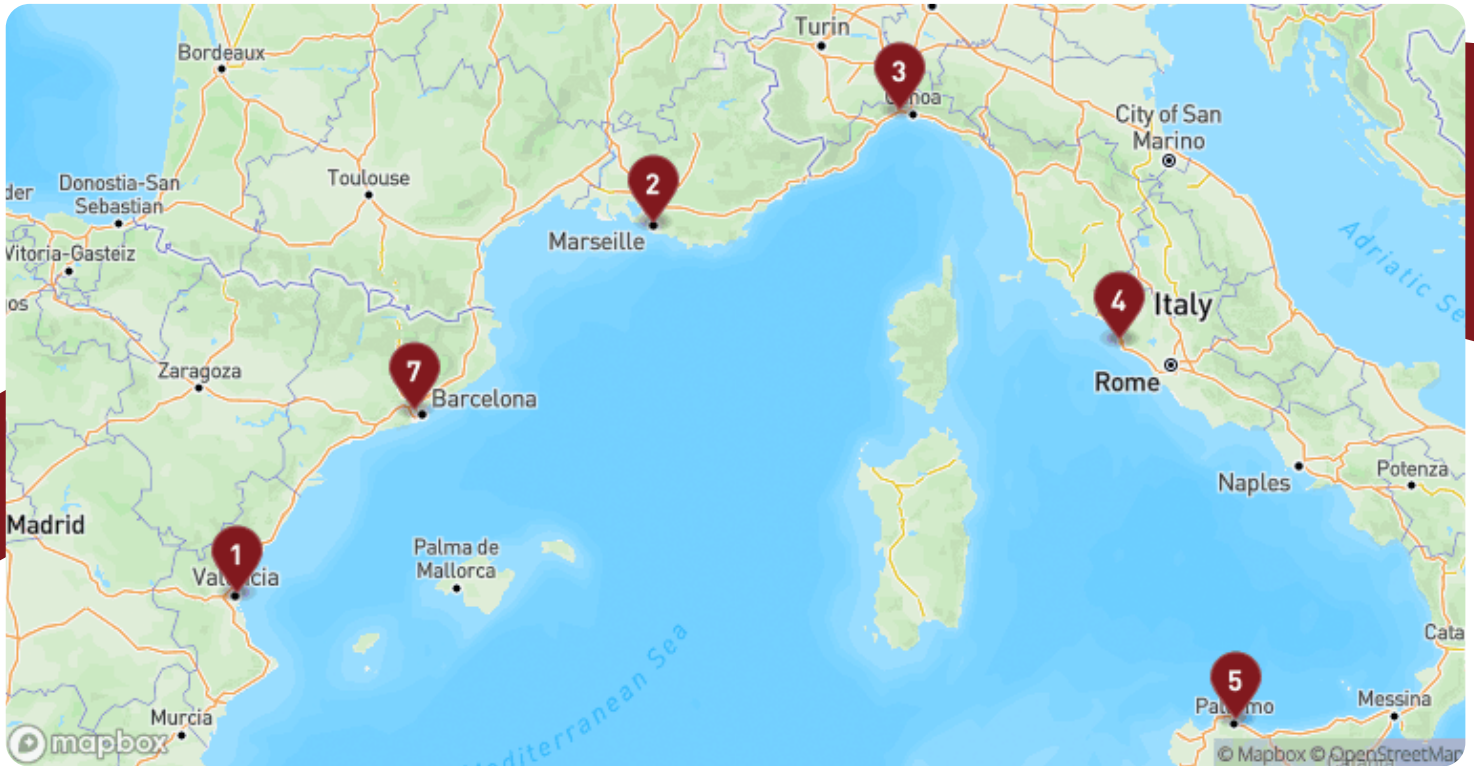 Turin
Bordeaux
3
Genoa
City of San
Marino
2
Toulouse
Donostia-San
Sebastian
der
Marseille
Vitoria-Gasteiz
Adriatic Se
4
Italy
os
7
Zaragoza
Rome
Barcelona
Potenza
Naples
Madrid
1
Palma de
Mallorca
Valencia
Mediterranean Sea
Cata
5
Palermo
Messina
Murcia
mapbox
© Mapbox © OpenStreetMap